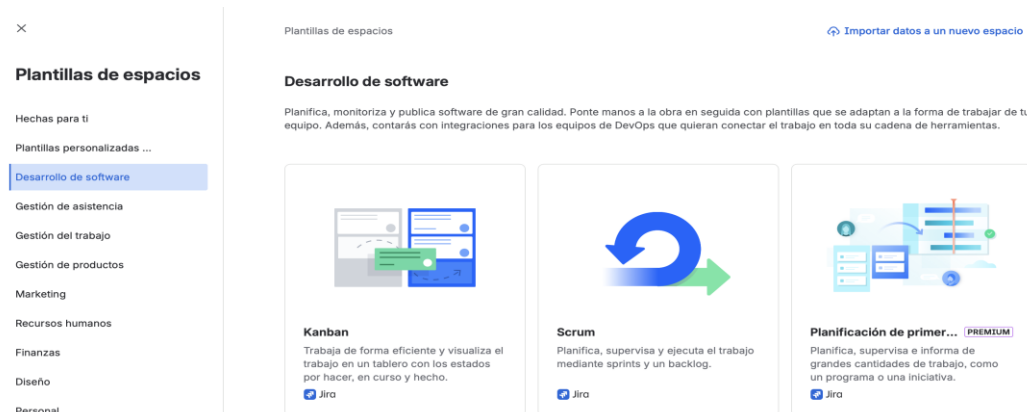 Plantillas de espacios
Importar datos a un nuevo espacio
Plantillas de espacios
Hechas para ti
Plantillas personalizadas ...
Desarrollo de software
Gestión de asistencia
Gestión del trabajo
Gestión de productos
Marketing
Recursos humanos
Finanzas
Diseño
Personal
Desarrollo de software
Planifica, monitoriza y publica software de gran calidad. Ponte manos a la obra en seguida con plantillas que se adaptan a la forma de trabajar de tu
equipo. Además, contarás con integraciones para los equipos de DevOps que quieran conectar el trabajo en toda su cadena de herramientas.
Kanban
Trabaja de forma eficiente y visualiza el
trabajo en un tablero con los estados
por hacer, en curso y hecho.
Jira
Scrum
Planifica, supervisa y ejecuta el trabajo
mediante sprints y un backlog.
Jira
Planificación de primer... PREMIUM
Planifica, supervisa e informa de
grandes cantidades de trabajo, como
un programa o una iniciativa.
Jira